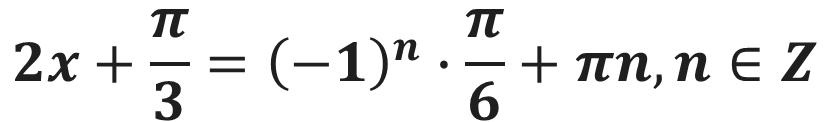 2x + π/3 = (−1)ⁿ · π/6 + πn, n ∈ Z